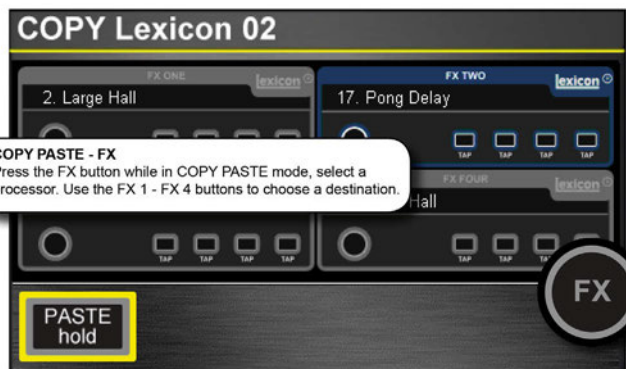 COPY Lexicon 02
FX ONE
lexicon
2. Large Hall
FX TWO
lexicon
17. Pong Delay
TAP TAP TAP TAP
COPY PASTE - FX
Press the FX button while in COPY PASTE mode, select a
processor. Use the FX 1 - FX 4 buttons to choose a destination.
FX FOUR
lexicon
Hall
TAP TAP TAP TAP
TAP TAP TAP TAP
PASTE
hold
FX